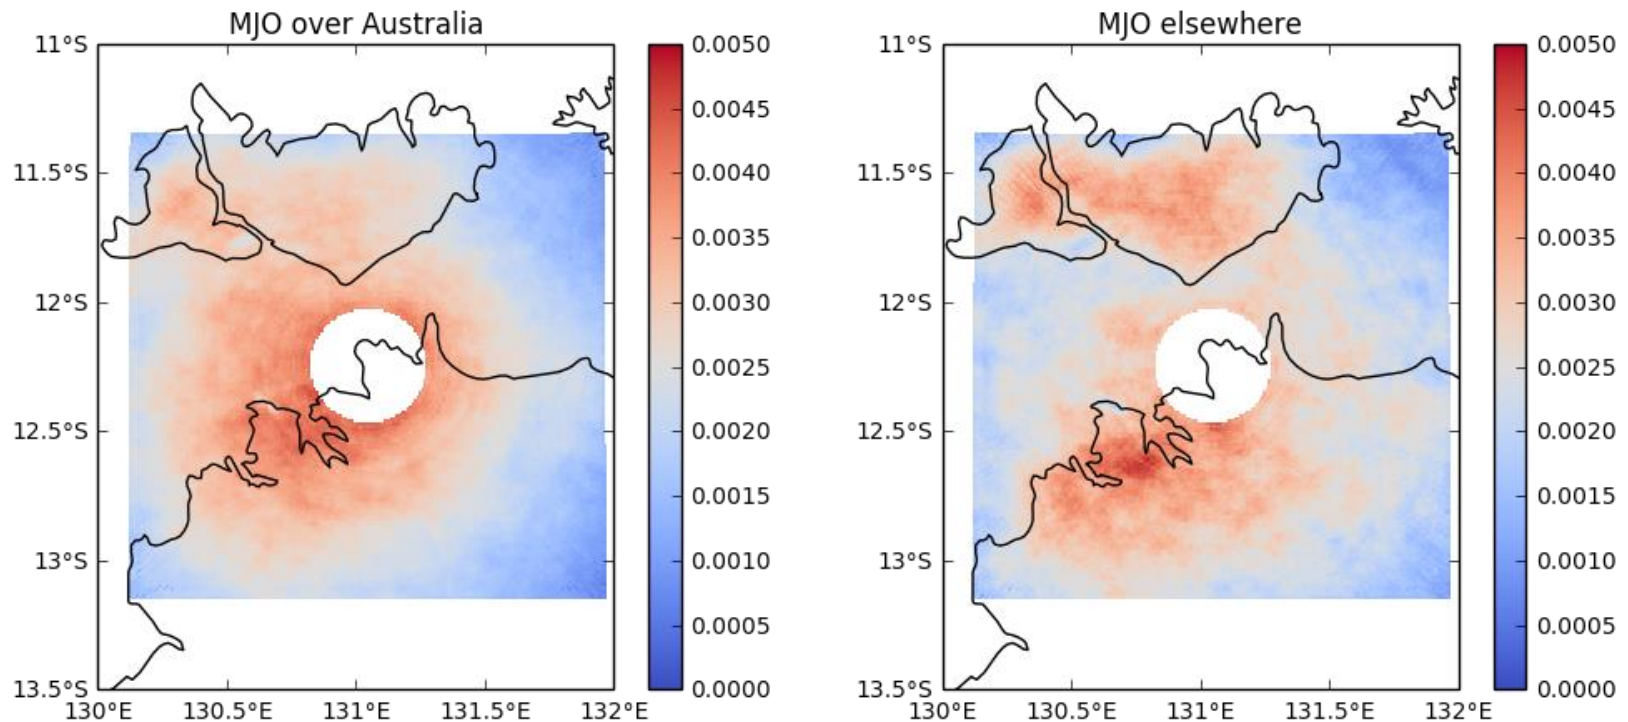 MJO over Australia
11°S
11.5°S
12°S
12.5°S
13°S
13.5°S
130°E 130.5°E 131°E 131.5°E 132°E
0.0050
0.0045
0.0040
0.0035
0.0030
0.0025
0.0020
0.0015
0.0010
0.0005
0.0000
MJO elsewhere
11°S
11.5°S
12°S
12.5°S
13°S
13.5°S
130°E 130.5°E 131°E 131.5°E 132°E
0.0050
0.0045
0.0040
0.0035
0.0030
0.0025
0.0020
0.0015
0.0010
0.0005
0.0000